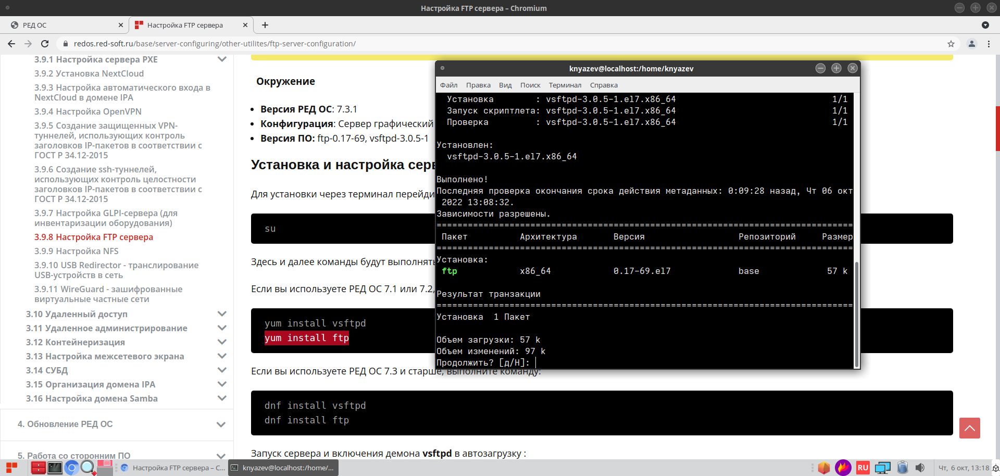 Настройка FTP сервера – Chromium
РЕД ОС
Настройка FTP сервера
redos.red-soft.ru/base/server-configuring/other-utilites/ftp-server-configuration/
3.9.1 Настройка сервера PXE
3.9.2 Установка NextCloud
3.9.3 Настройка автоматического входа в
NextCloud в домене IPA
3.9.4 Настройка OpenVPN
3.9.5 Создание защищенных VPN-
туннелей, использующих контроль
заголовков IP-пакетов в соответствии с
ГОСТ Р 34.12-2015
3.9.6 Создание ssh-туннелей,
использующих контроль целостности
заголовков IP-пакетов в соответствии с
ГОСТ Р 34.12-2015
3.9.7 Настройка GLPI-сервера (для
инвентаризации оборудования)
3.9.8 Настройка FTP сервера
3.9.9 Настройка NFS
3.9.10 USB Redirector - транслирование
USB-устройств в сеть
3.9.11 WireGuard - зашифрованные
виртуальные частные сети
3.10 Удаленный доступ
3.11 Удаленное администрирование
3.12 Контейнеризация
3.13 Настройка межсетевого экрана
3.14 СУБД
3.15 Организация домена IPA
3.16 Настройка домена Samba
4. Обновление РЕД ОС
5. Работа со сторонним ПО
Окружение
Версия РЕД ОС: 7.3.1
Конфигурация: Сервер графический
Версия ПО: ftp-0.17-69, vsftpd-3.0.5-1
Установка и настройка серв
Для установки через терминал перейди
su
Здесь и далее команды будут выполнять
Если вы используете РЕД ОС 7.1 или 7.2,
yum install vsftpd
yum install ftp
Если вы используете РЕД ОС 7.3 и старше, выполните команду:
dnf install vsftpd
dnf install ftp
Запуск сервера и включения демона vsftpd в автозагрузку :
knyazev@localhost:/home/knyazev
Файл Правка Вид Поиск Терминал Справка
Установка : vsftpd-3.0.5-1.el7.x86_64 1/1
Запуск скриптлета: vsftpd-3.0.5-1.el7.x86_64 1/1
Проверка : vsftpd-3.0.5-1.el7.x86_64 1/1
Установлен:
vsftpd-3.0.5-1.el7.x86_64
Выполнено!
Последняя проверка окончания срока действия метаданных: 0:09:28 назад, Чт 06 окт
2022 13:08:32.
Зависимости разрешены.
================================================================================
Пакет Архитектура Версия Репозиторий Размер
================================================================================
Установка:
ftp x86_64 0.17-69.el7 base 57 k
Результат транзакции
================================================================================
Установка 1 Пакет
Объем загрузки: 57 k
Объем изменений: 97 k
Продолжить? [д/Н]:
Настройка FTP сервера – C...
knyazev@localhost:/home/...
RU
Чт, 6 окт, 13:18